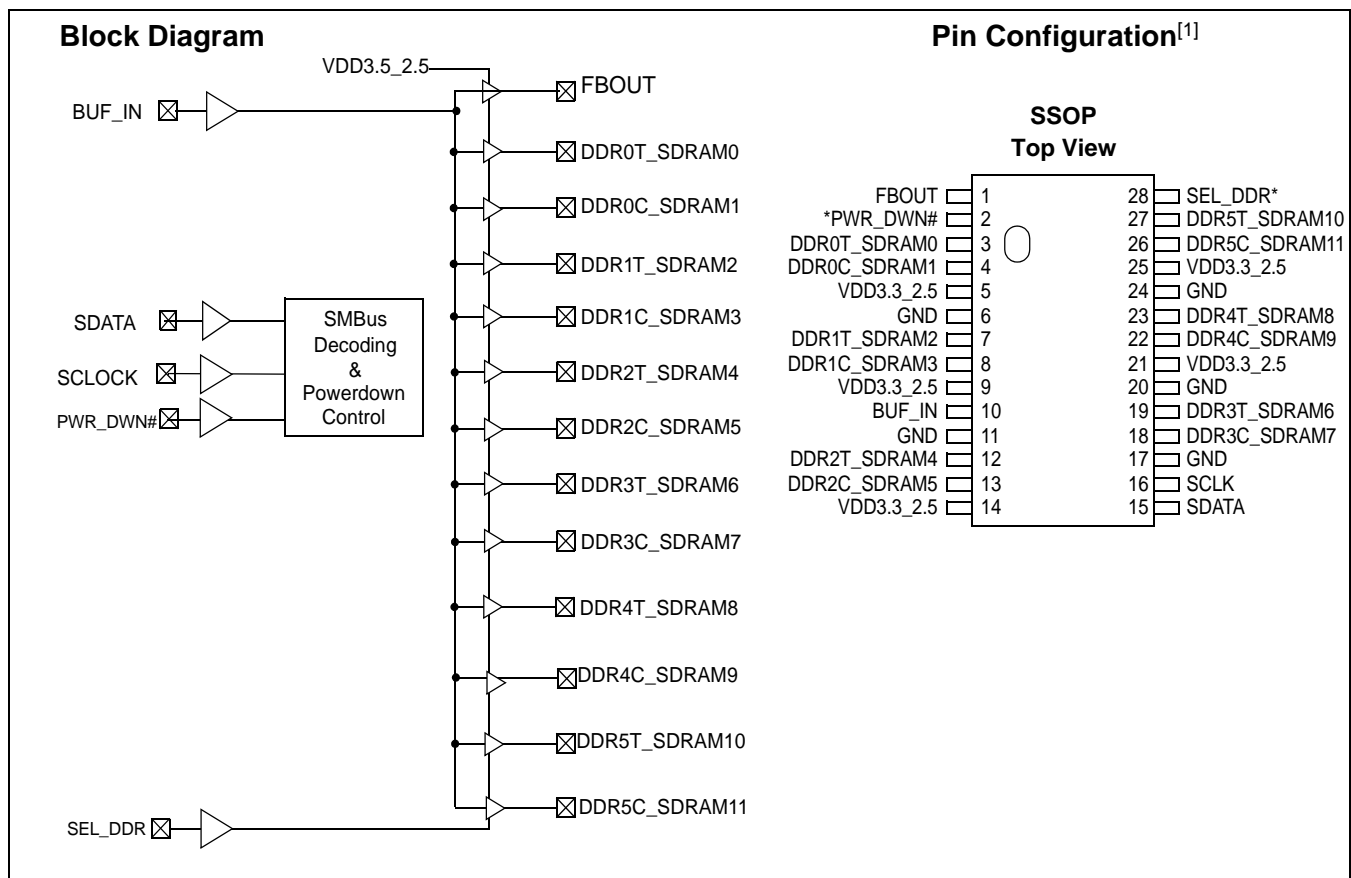 Block Diagram
VDD3.5_2.5
BUF_IN
FBOUT
DDR0T_SDRAM0
DDR0C_SDRAM1
DDR1T_SDRAM2
DDR1C_SDRAM3
DDR2T_SDRAM4
DDR2C_SDRAM5
DDR3T_SDRAM6
DDR3C_SDRAM7
DDR4T_SDRAM8
DDR4C_SDRAM9
DDR5T_SDRAM10
DDR5C_SDRAM11
SDATA
SCLOCK
PWR_DWN#
SMBus
Decoding
&
Powerdown
Control
SEL_DDR
Pin Configuration[1]
SSOP
Top View
FBOUT 1 28 SEL_DDR*
*PWR_DWN# 2 27 DDR5T_SDRAM10
DDR0T_SDRAM0 3 26 DDR5C_SDRAM11
DDR0C_SDRAM1 4 25 VDD3.3_2.5
VDD3.3_2.5 5 24 GND
GND 6 23 DDR4T_SDRAM8
DDR1T_SDRAM2 7 22 DDR4C_SDRAM9
DDR1C_SDRAM3 8 21 VDD3.3_2.5
VDD3.3_2.5 9 20 GND
BUF_IN 10 19 DDR3T_SDRAM6
GND 11 18 DDR3C_SDRAM7
DDR2T_SDRAM4 12 17 GND
DDR2C_SDRAM5 13 16 SCLK
VDD3.3_2.5 14 15 SDATA